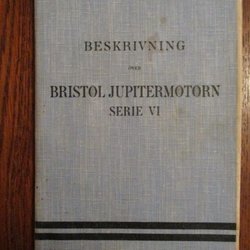 BESKRIVNING
ÖVER
BRISTOL JUPITERMOTORN
SERIE VI